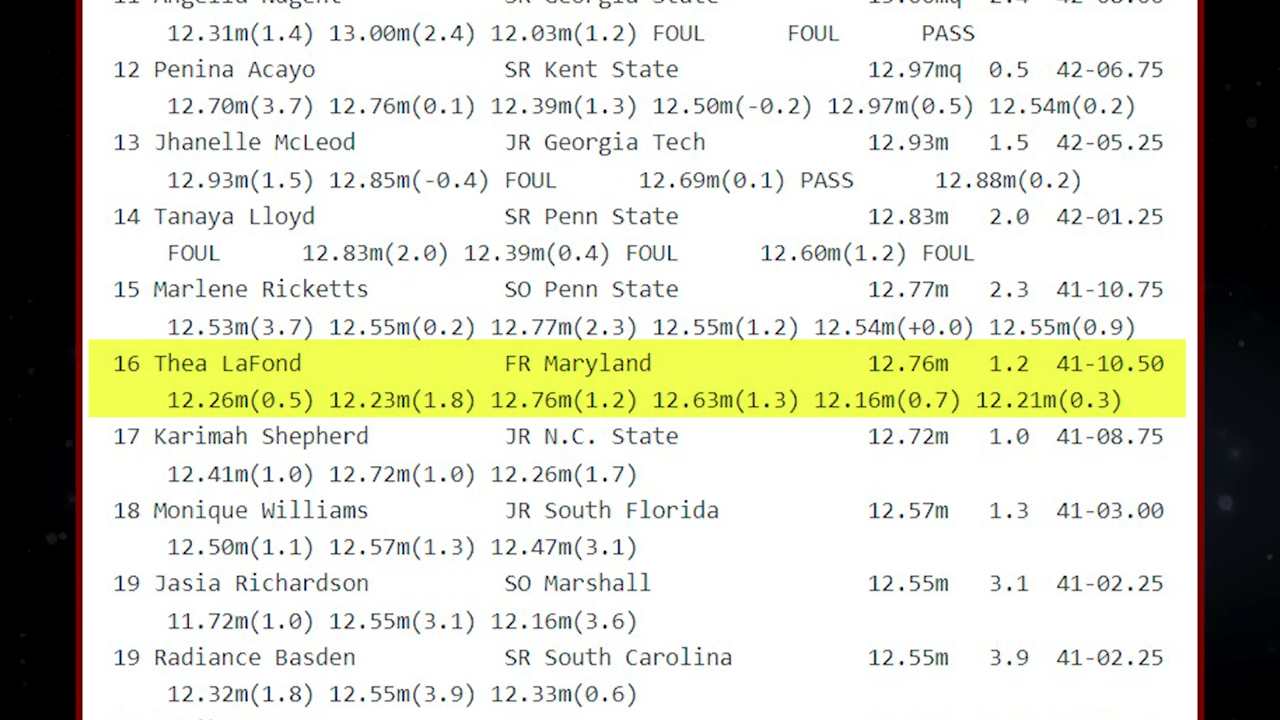 11 Angelia Nugent SR Georgia State 13.00mq 2.4 42-08.00
12.31m(1.4) 13.00m(2.4) 12.03m(1.2) FOUL FOUL PASS
12 Penina Acayo SR Kent State 12.97mq 0.5 42-06.75
12.70m(3.7) 12.76m(0.1) 12.39m(1.3) 12.50m(-0.2) 12.97m(0.5) 12.54m(0.2)
13 Jhanelle McLeod JR Georgia Tech 12.93m 1.5 42-05.25
12.93m(1.5) 12.85m(-0.4) FOUL 12.69m(0.1) PASS 12.88m(0.2)
14 Tanaya Lloyd SR Penn State 12.83m 2.0 42-01.25
FOUL 12.83m(2.0) 12.39m(0.4) FOUL 12.60m(1.2) FOUL
15 Marlene Ricketts SO Penn State 12.77m 2.3 41-10.75
12.53m(3.7) 12.55m(0.2) 12.77m(2.3) 12.55m(1.2) 12.54m(+0.0) 12.55m(0.9)
16 Thea LaFond FR Maryland 12.76m 1.2 41-10.50
12.26m(0.5) 12.23m(1.8) 12.76m(1.2) 12.63m(1.3) 12.16m(0.7) 12.21m(0.3)
17 Karimah Shepherd JR N.C. State 12.72m 1.0 41-08.75
12.41m(1.0) 12.72m(1.0) 12.26m(1.7)
18 Monique Williams JR South Florida 12.57m 1.3 41-03.00
12.50m(1.1) 12.57m(1.3) 12.47m(3.1)
19 Jasia Richardson SO Marshall 12.55m 3.1 41-02.25
11.72m(1.0) 12.55m(3.1) 12.16m(3.6)
19 Radiance Basden SR South Carolina 12.55m 3.9 41-02.25
12.32m(1.8) 12.55m(3.9) 12.33m(0.6)